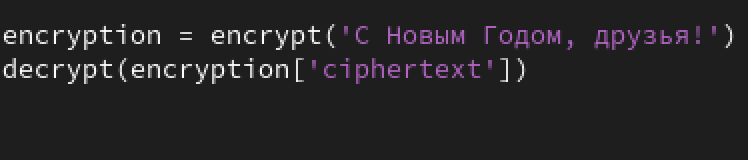 encryption = encrypt('С Новым Годом, друзья!')
decrypt(encryption['ciphertext'])